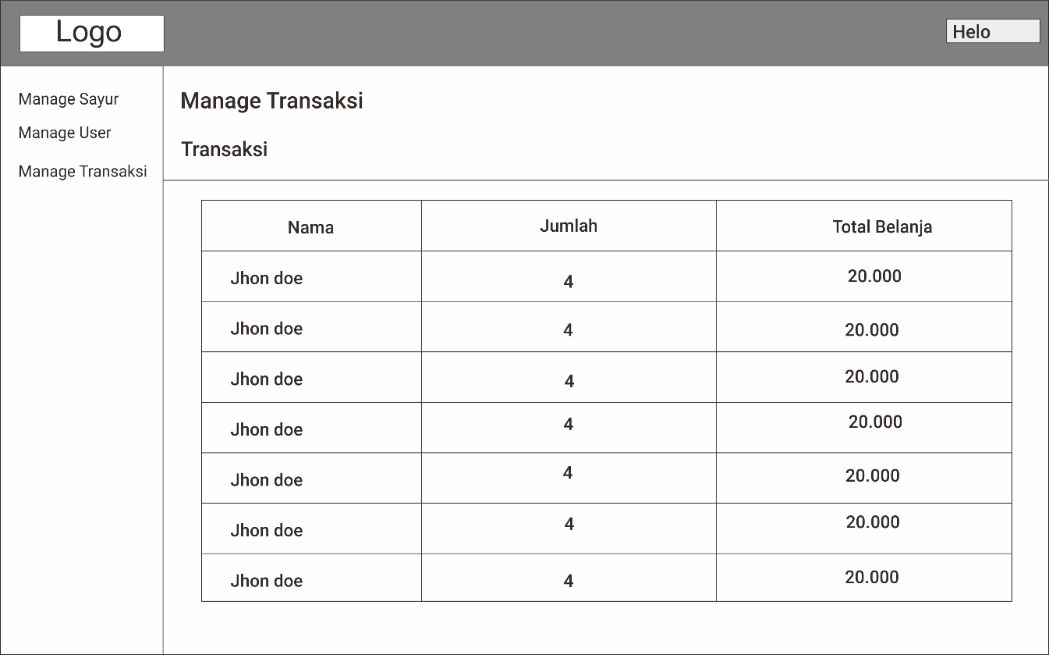 Logo
Helo
Manage Sayur
Manage User
Manage Transaksi
Manage Transaksi
Transaksi
Nama Jumlah Total Belanja
Jhon doe 4 20.000
Jhon doe 4 20.000
Jhon doe 4 20.000
Jhon doe 4 20.000
Jhon doe 4 20.000
Jhon doe 4 20.000
Jhon doe 4 20.000